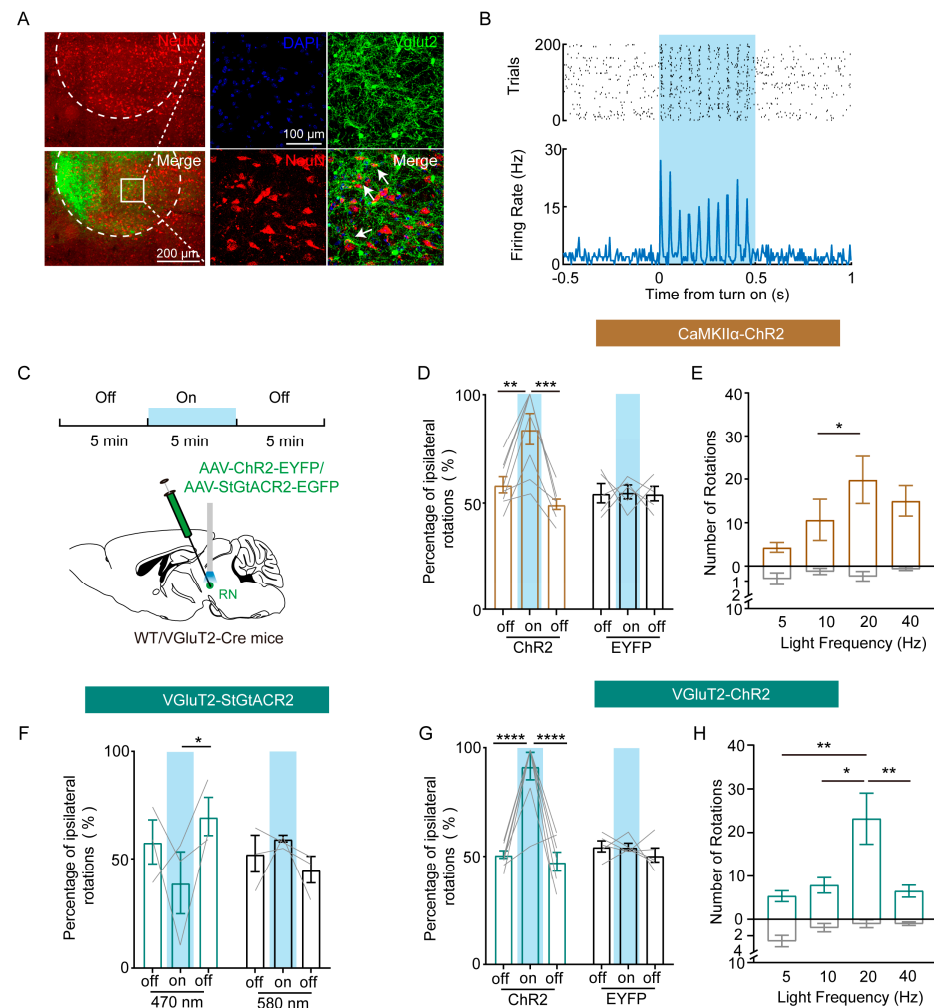 A
NeuN
DAPI
Vglut2
100 μm
Merge
NeuN
Merge
200 μm
B
200
Trials
0
30
Firing Rate (Hz)
15
0
-0.5
0
0.5
1
Time from turn on (s)
CaMKIIα-ChR2
C
Off
On
Off
5 min
5 min
5 min
AAV-ChR2-EYFP/
AAV-StGtACR2-EGFP
RN
WT/VGluT2-Cre mice
D
Percentage of ipsilateral
rotations (%)
100
50
0
**
***
off
on
off
off
on
off
ChR2
EYFP
E
Number of Rotations
40
30
20
10
0
1
2
10
*
5
10
20
40
Light Frequency (Hz)
VGluT2-StGtACR2
VGluT2-ChR2
F
Percentage of ipsilateral
rotations (%)
100
50
0
*
off
on
off
off
on
off
470 nm
580 nm
G
Percentage of ipsilateral
rotations (%)
100
50
0
****
****
off
on
off
off
on
off
ChR2
EYFP
H
Number of Rotations
40
30
20
10
0
2
4
10
**
*
**
5
10
20
40
Light Frequency (Hz)